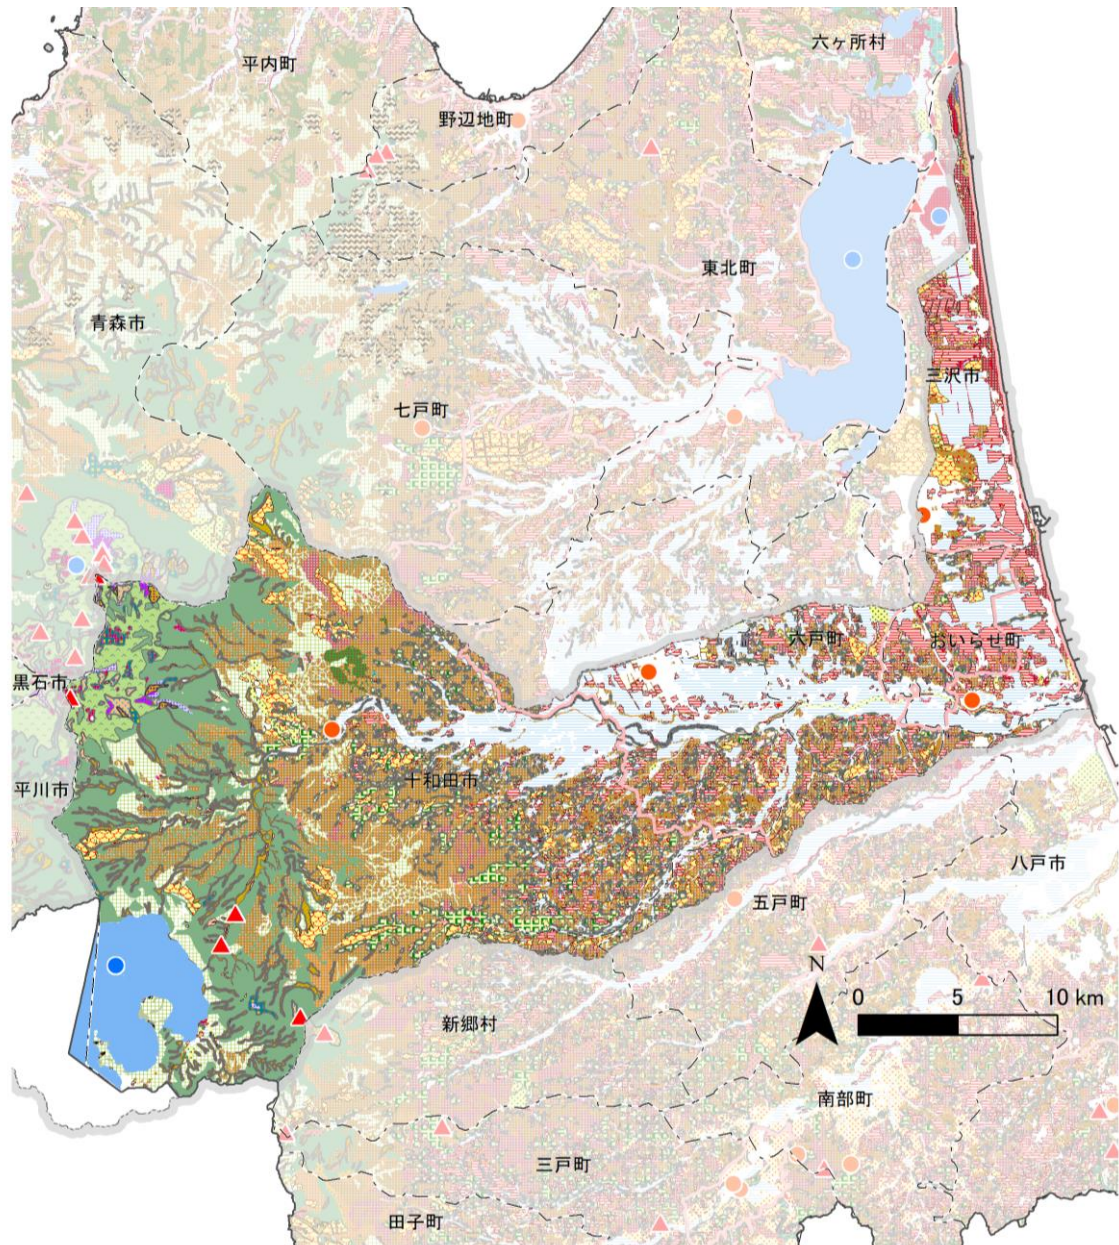 六ヶ所村
平内町
野辺地町
東北町
青森市
三沢市
七戸町
六戸町
おいらせ町
黒石市
十和田市
平川市
八戸市
五戸町
N
0 5 10 km
新郷村
南部町
三戸町
田子町